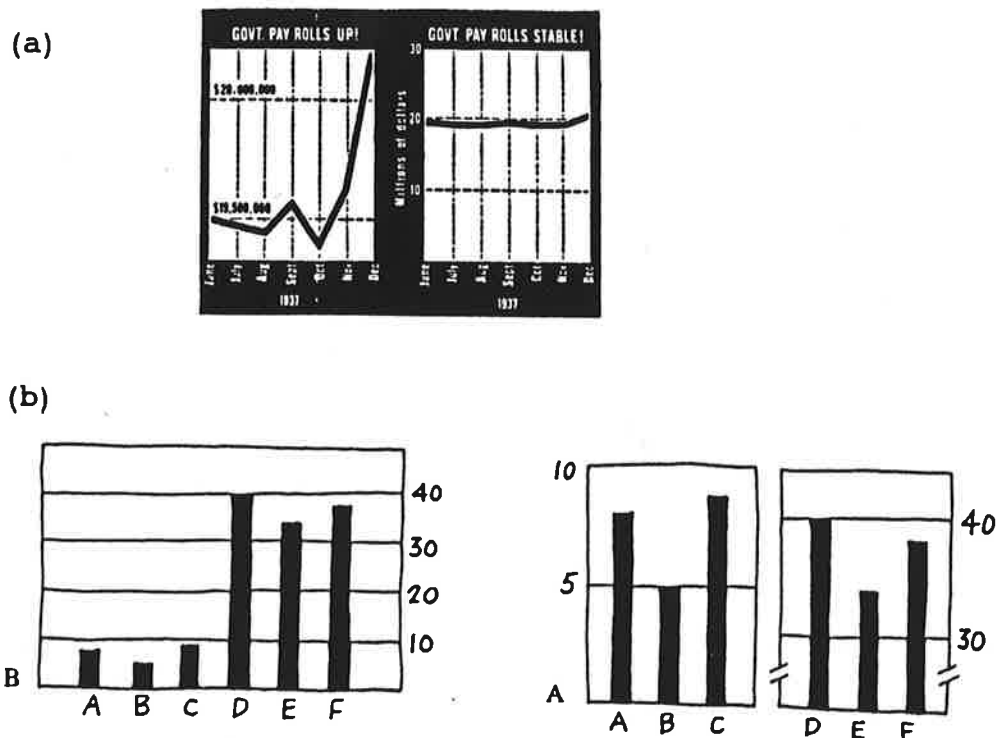 (a)
GOVT. PAY ROLLS UP!
$20,000,000
$19,500,000
June July Aug Sept Oct Nov Dec
1937
GOVT PAY ROLLS STABLE!
Millions of dollars
30
20
10
June July Aug Sept Oct Nov Dec
1937
(b)
40
30
20
10
B
A B C D E F
10
5
A
A B C
40
30
D E F